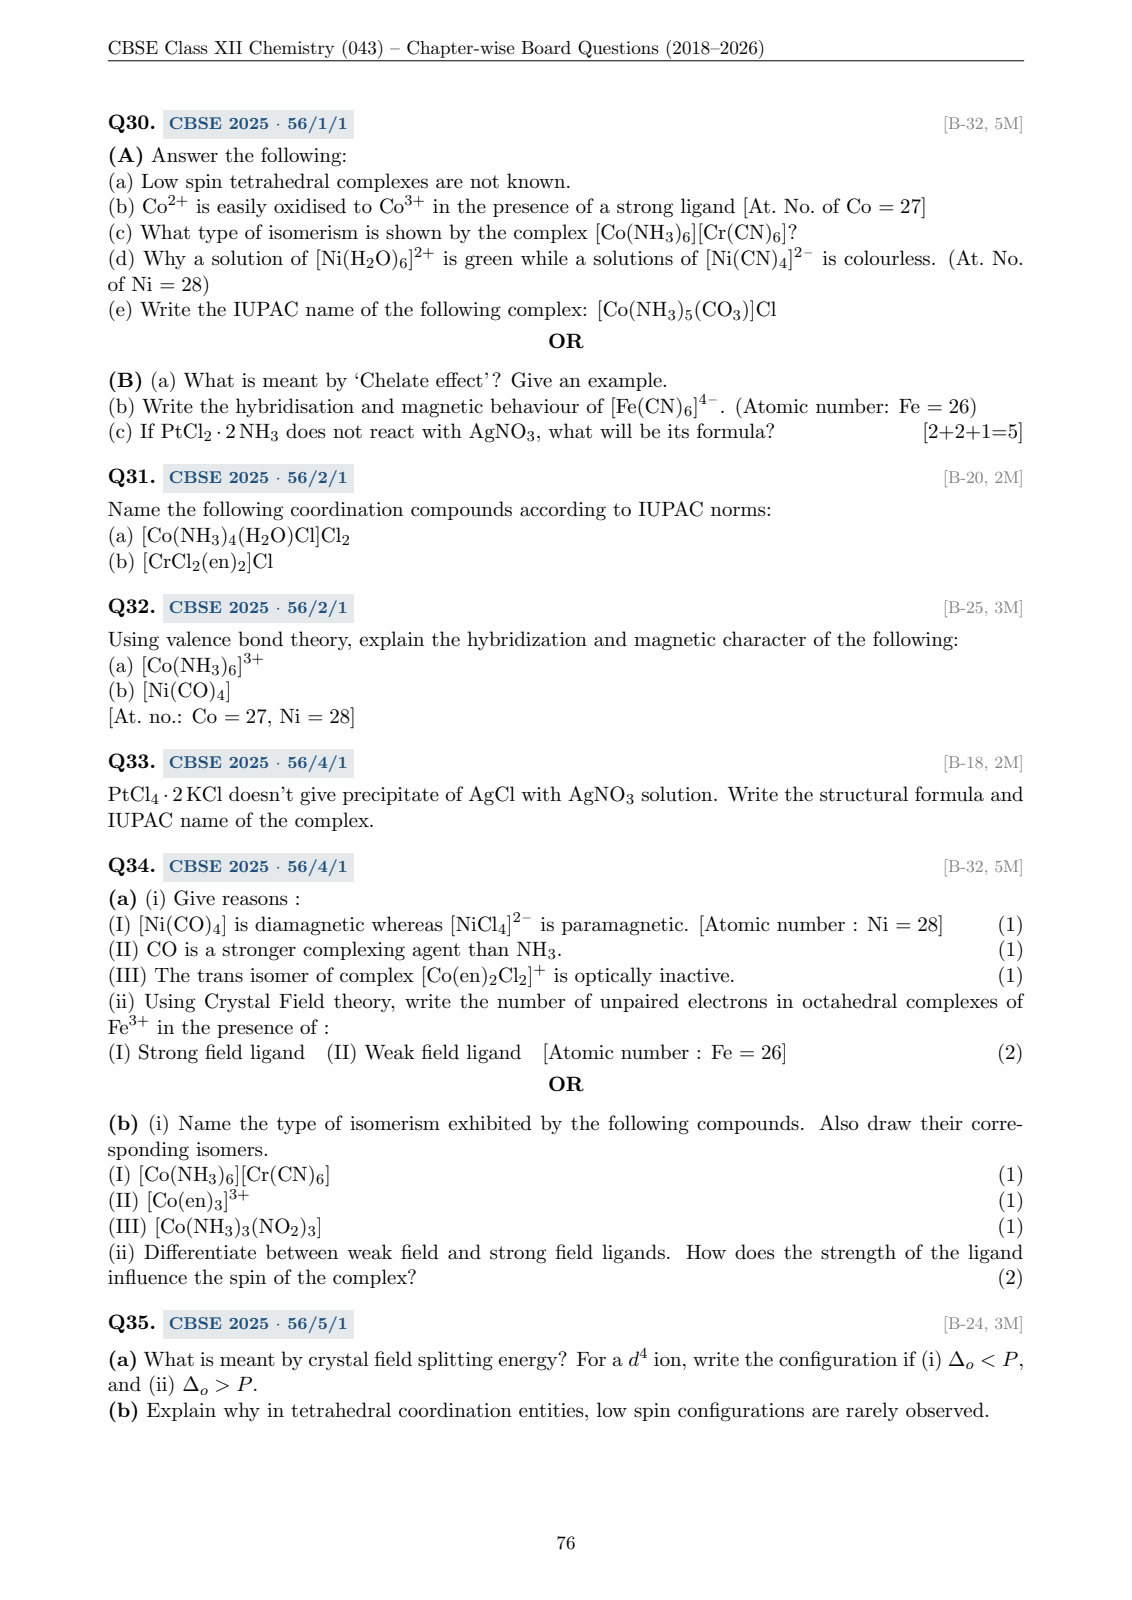 CBSE Class XII Chemistry (043) – Chapter-wise Board Questions (2018–2026)
Q30. CBSE 2025 · 56/1/1 [B-32, 5M]
(A) Answer the following:
(a) Low spin tetrahedral complexes are not known.
(b) Co²⁺ is easily oxidised to Co³⁺ in the presence of a strong ligand [At. No. of Co = 27]
(c) What type of isomerism is shown by the complex [Co(NH₃)₆][Cr(CN)₆]?
(d) Why a solution of [Ni(H₂O)₆]²⁺ is green while a solutions of [Ni(CN)₄]²⁻ is colourless. (At. No.
of Ni = 28)
(e) Write the IUPAC name of the following complex: [Co(NH₃)₅(CO₃)]Cl
OR
(B) (a) What is meant by ‘Chelate effect’? Give an example.
(b) Write the hybridisation and magnetic behaviour of [Fe(CN)₆]⁴⁻. (Atomic number: Fe = 26)
(c) If PtCl₂ · 2 NH₃ does not react with AgNO₃, what will be its formula? [2+2+1=5]
Q31. CBSE 2025 · 56/2/1 [B-20, 2M]
Name the following coordination compounds according to IUPAC norms:
(a) [Co(NH₃)₄(H₂O)Cl]Cl₂
(b) [CrCl₂(en)₂]Cl
Q32. CBSE 2025 · 56/2/1 [B-25, 3M]
Using valence bond theory, explain the hybridization and magnetic character of the following:
(a) [Co(NH₃)₆]³⁺
(b) [Ni(CO)₄]
[At. no.: Co = 27, Ni = 28]
Q33. CBSE 2025 · 56/4/1 [B-18, 2M]
PtCl₄ · 2 KCl doesn’t give precipitate of AgCl with AgNO₃ solution. Write the structural formula and
IUPAC name of the complex.
Q34. CBSE 2025 · 56/4/1 [B-32, 5M]
(a) (i) Give reasons :
(I) [Ni(CO)₄] is diamagnetic whereas [NiCl₄]²⁻ is paramagnetic. [Atomic number : Ni = 28] (1)
(II) CO is a stronger complexing agent than NH₃. (1)
(III) The trans isomer of complex [Co(en)₂Cl₂]⁺ is optically inactive. (1)
(ii) Using Crystal Field theory, write the number of unpaired electrons in octahedral complexes of
Fe³⁺ in the presence of :
(I) Strong field ligand (II) Weak field ligand [Atomic number : Fe = 26] (2)
OR
(b) (i) Name the type of isomerism exhibited by the following compounds. Also draw their corre-
sponding isomers.
(I) [Co(NH₃)₆][Cr(CN)₆] (1)
(II) [Co(en)₃]³⁺ (1)
(III) [Co(NH₃)₃(NO₂)₃] (1)
(ii) Differentiate between weak field and strong field ligands. How does the strength of the ligand
influence the spin of the complex? (2)
Q35. CBSE 2025 · 56/5/1 [B-24, 3M]
(a) What is meant by crystal field splitting energy? For a d⁴ ion, write the configuration if (i) Δₒ < P,
and (ii) Δₒ > P.
(b) Explain why in tetrahedral coordination entities, low spin configurations are rarely observed.
76